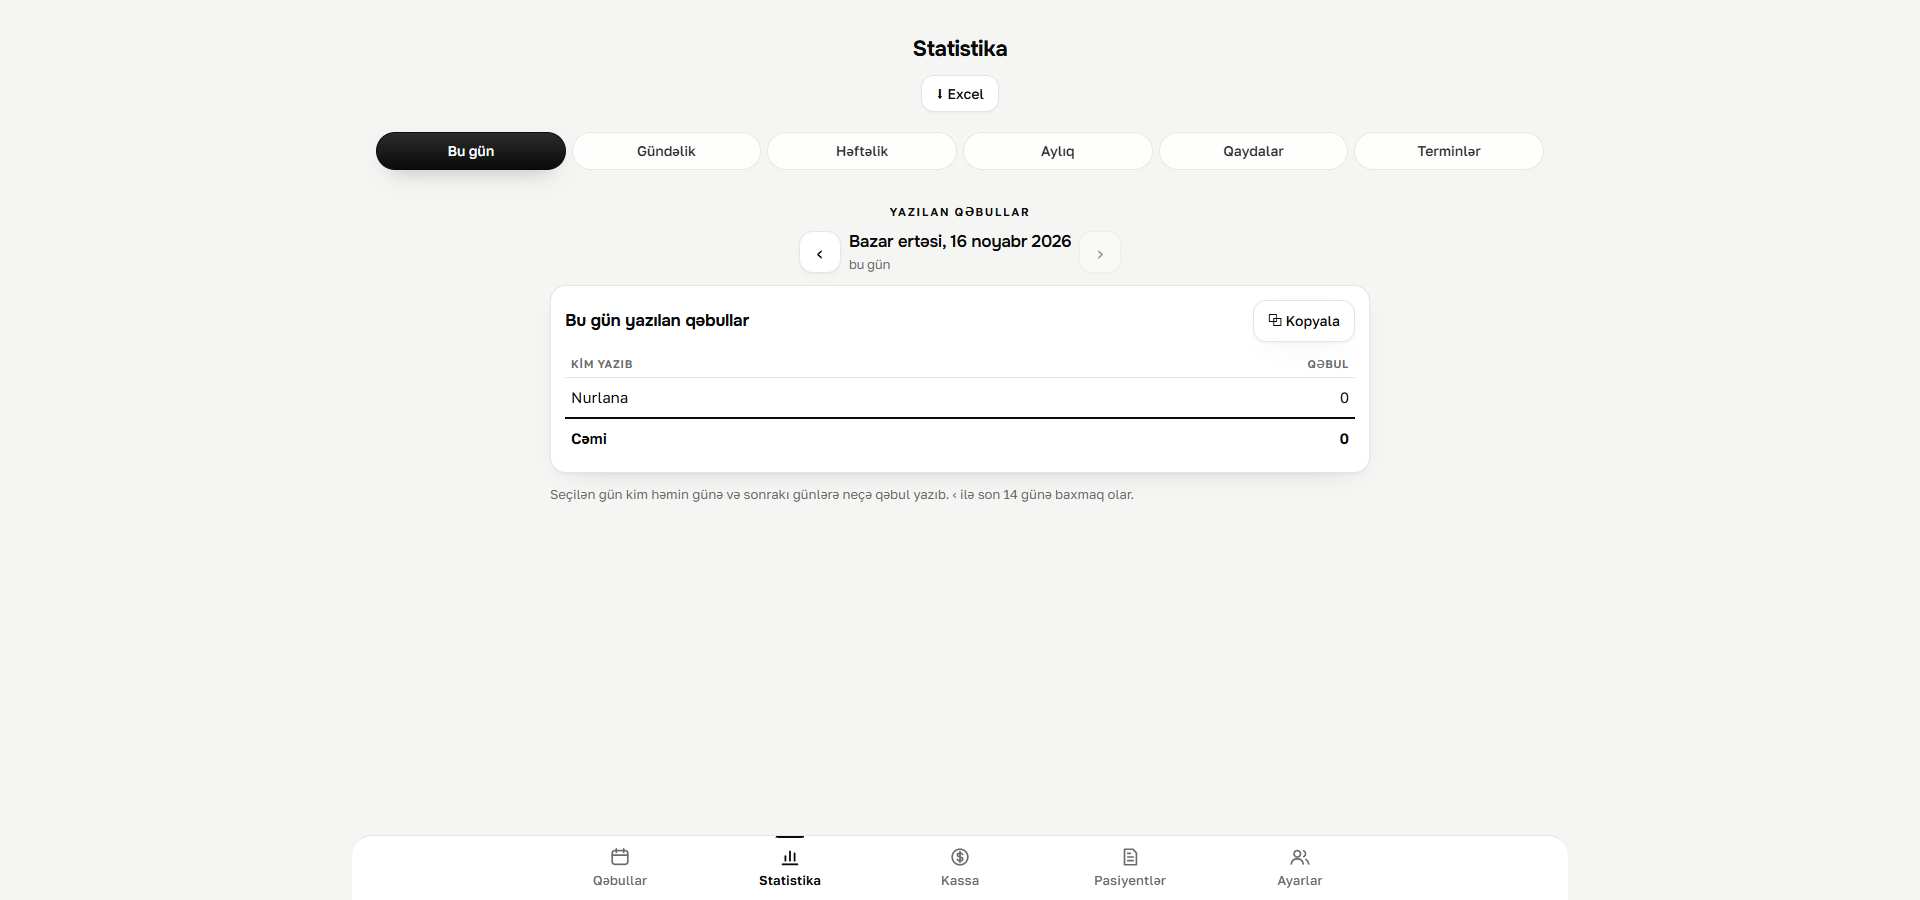 Statistika
⭳ Excel
Bu gün
Gündəlik
Həftəlik
Aylıq
Qaydalar
Terminlər
YAZILAN QƏBULLAR
‹
Bazar ertəsi, 16 noyabr 2026
bu gün
›
Bu gün yazılan qəbullar
Kopyala
KİM YAZIB QƏBUL
Nurlana 0
Cəmi 0
Seçilən gün kim həmin günə və sonrakı günlərə neçə qəbul yazıb. ‹ ilə son 14 günə baxmaq olar.
Qəbullar
Statistika
Kassa
Pasiyentlər
Ayarlar